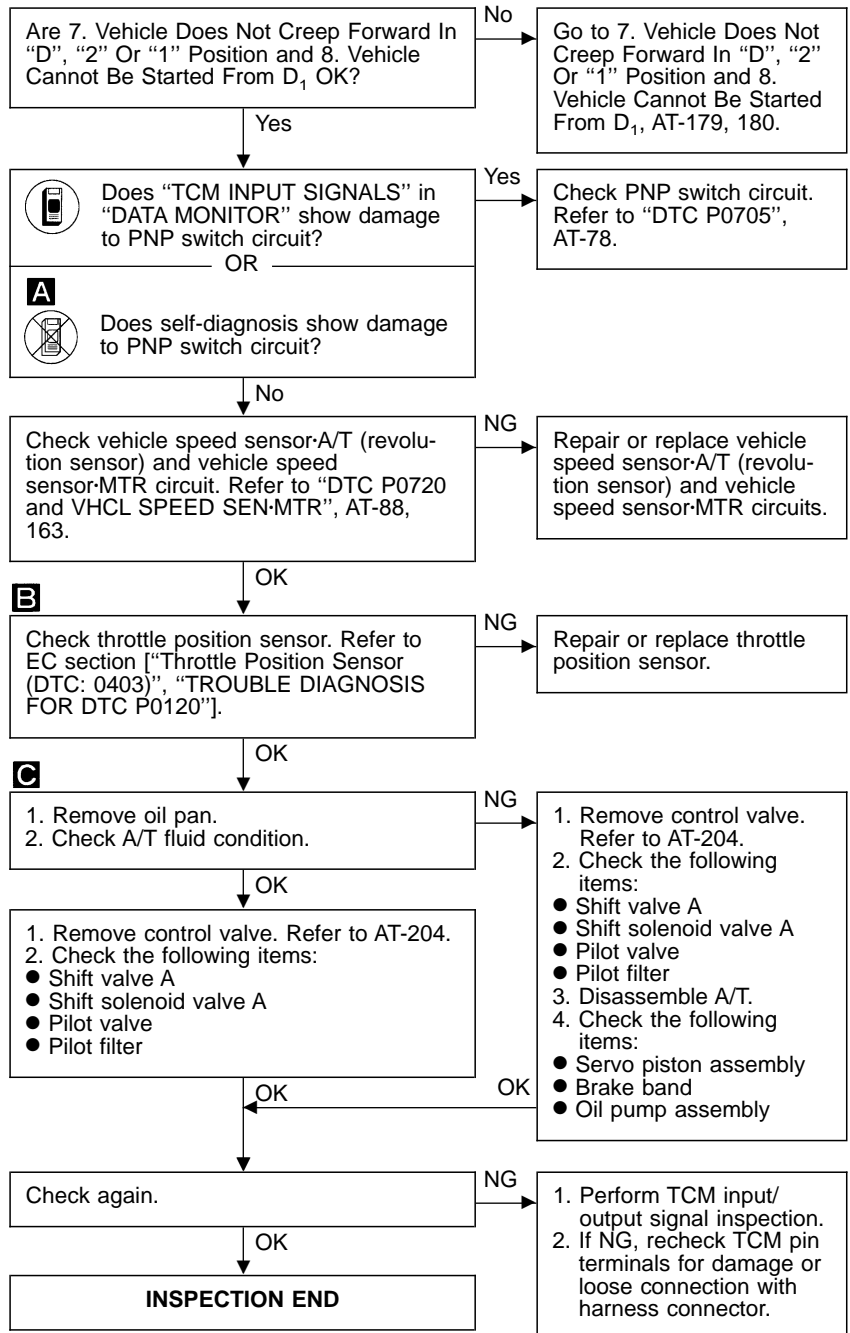 Are 7. Vehicle Does Not Creep Forward In
“D”, “2” Or “1” Position and 8. Vehicle
Cannot Be Started From D₁ OK?
No
Go to 7. Vehicle Does Not
Creep Forward In “D”, “2”
Or “1” Position and 8.
Vehicle Cannot Be Started
From D₁, AT-179, 180.
Yes
Does “TCM INPUT SIGNALS” in
“DATA MONITOR” show damage
to PNP switch circuit?
Yes
Check PNP switch circuit.
Refer to “DTC P0705”,
AT-78.
OR
A
Does self-diagnosis show damage
to PNP switch circuit?
No
Check vehicle speed sensor·A/T (revolu-
tion sensor) and vehicle speed
sensor·MTR circuit. Refer to “DTC P0720
and VHCL SPEED SEN·MTR”, AT-88,
163.
NG
Repair or replace vehicle
speed sensor·A/T (revolu-
tion sensor) and vehicle
speed sensor·MTR circuits.
OK
B
Check throttle position sensor. Refer to
EC section [“Throttle Position Sensor
(DTC: 0403)”, “TROUBLE DIAGNOSIS
FOR DTC P0120”].
NG
Repair or replace throttle
position sensor.
OK
C
1. Remove oil pan.
2. Check A/T fluid condition.
NG
1. Remove control valve.
Refer to AT-204.
2. Check the following
items:
● Shift valve A
● Shift solenoid valve A
● Pilot valve
● Pilot filter
3. Disassemble A/T.
4. Check the following
items:
● Servo piston assembly
● Brake band
● Oil pump assembly
OK
1. Remove control valve. Refer to AT-204.
2. Check the following items:
● Shift valve A
● Shift solenoid valve A
● Pilot valve
● Pilot filter
OK
OK
Check again.
NG
1. Perform TCM input/
output signal inspection.
2. If NG, recheck TCM pin
terminals for damage or
loose connection with
harness connector.
OK
INSPECTION END